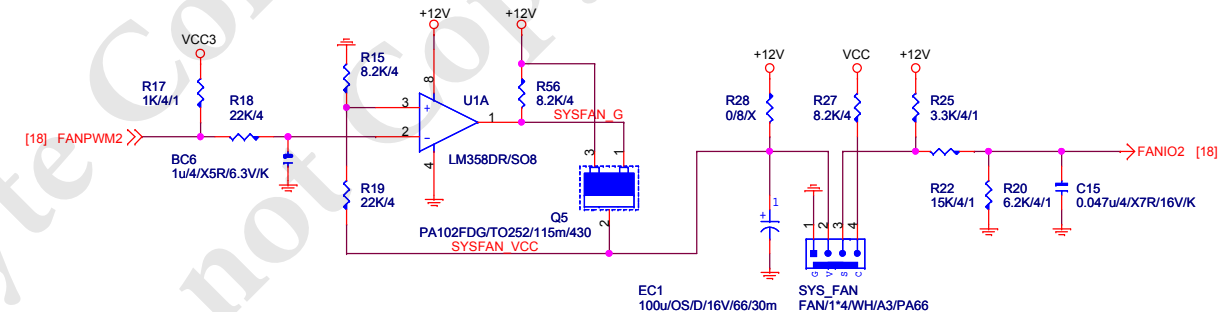 +12V
+12V
VCC3
R15
8.2K/4
R17
1K/4/1
R18
22K/4
[18] FANPWM2
BC6
1u/4/X5R/6.3V/K
8
3
+
2
-
1
4
U1A
LM358DR/SO8
R56
8.2K/4
SYSFAN_G
R19
22K/4
3
1
2
Q5
PA102FDG/TO252/115m/430
SYSFAN_VCC
+12V
VCC
+12V
R28
0/8/X
R27
8.2K/4
R25
3.3K/4/1
FANIO2 [18]
R22
15K/4/1
R20
6.2K/4/1
C15
0.047u/4/X7R/16V/K
1
+
1
2
3
4
G
V
S
C
EC1
100u/OS/D/16V/66/30m
SYS_FAN
FAN/1*4/WH/A3/PA66
not Cop